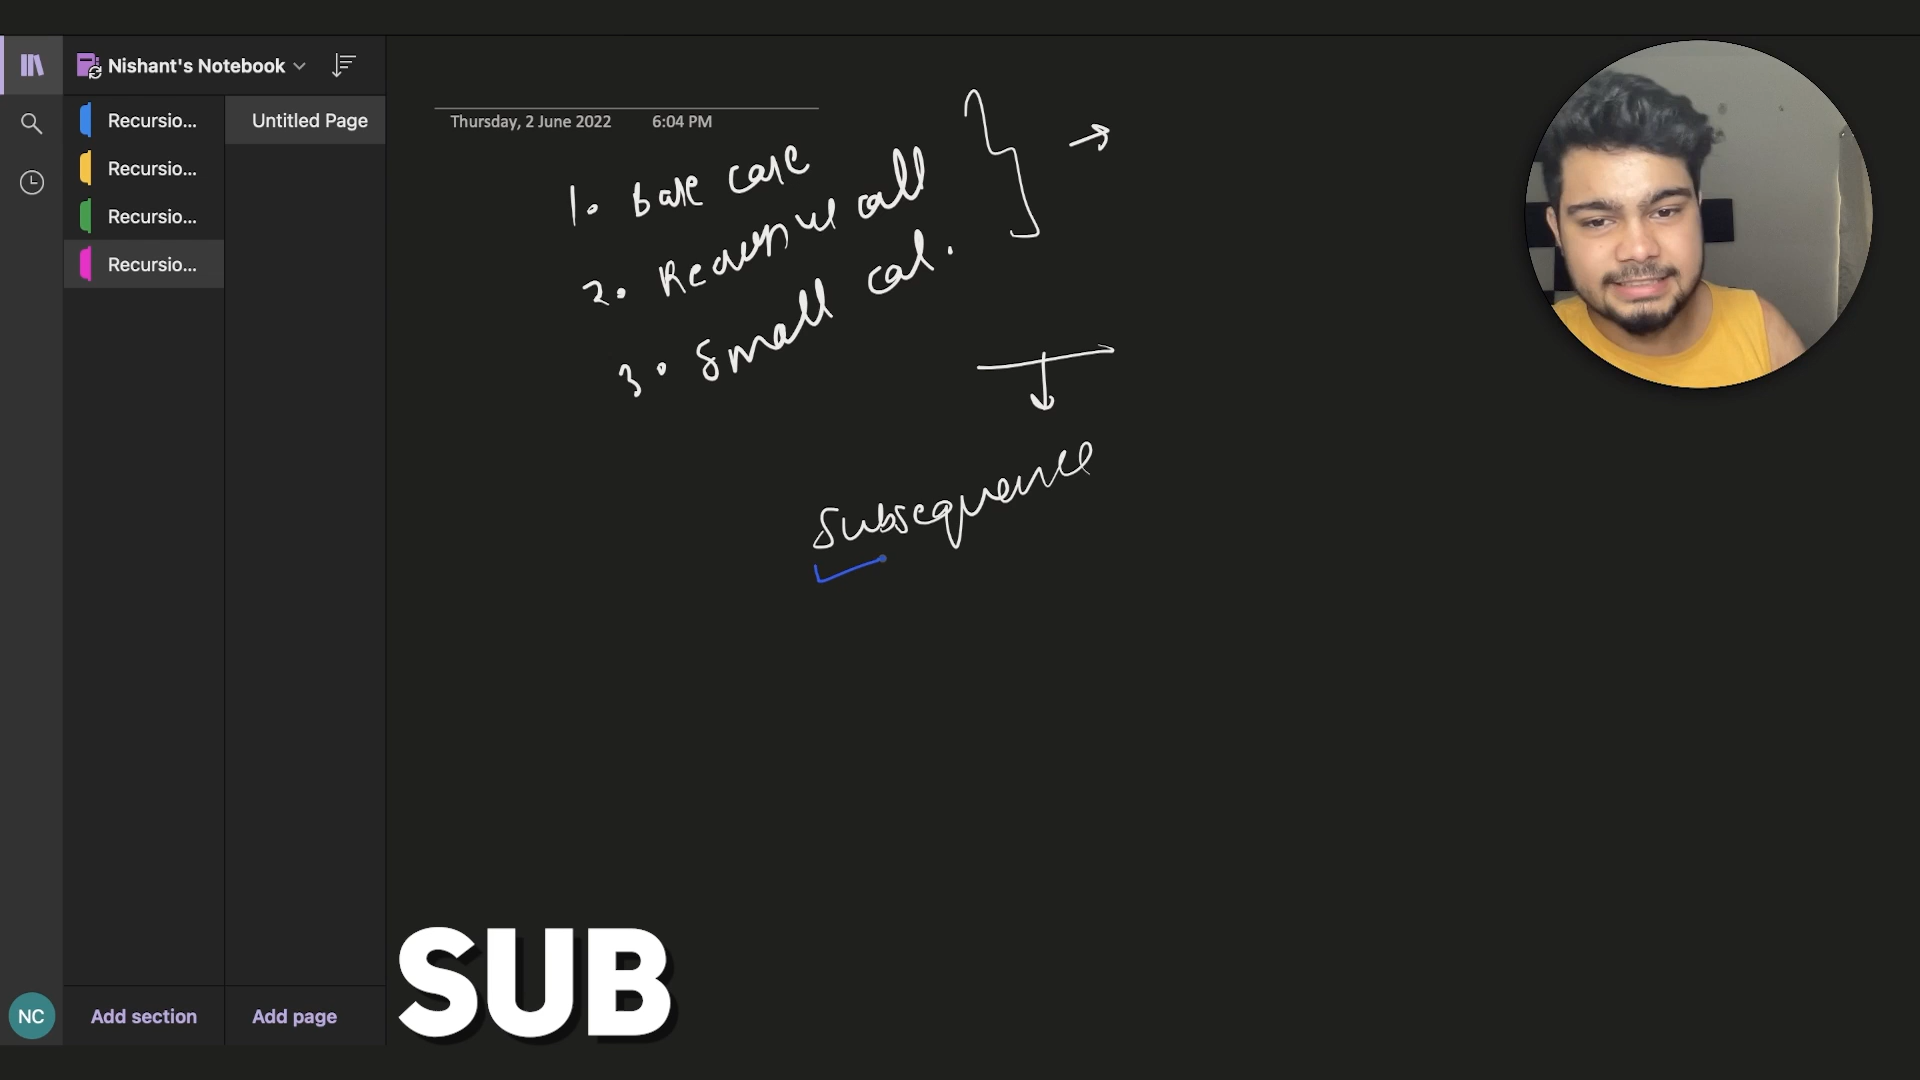 Nishant's Notebook
Recursio...
Recursio...
Recursio...
Recursio...
Untitled Page
Thursday, 2 June 2022 6:04 PM
1. Base case
2. Recursive call
3. Small cal.
Subsequence
NC
Add section
Add page
SUB